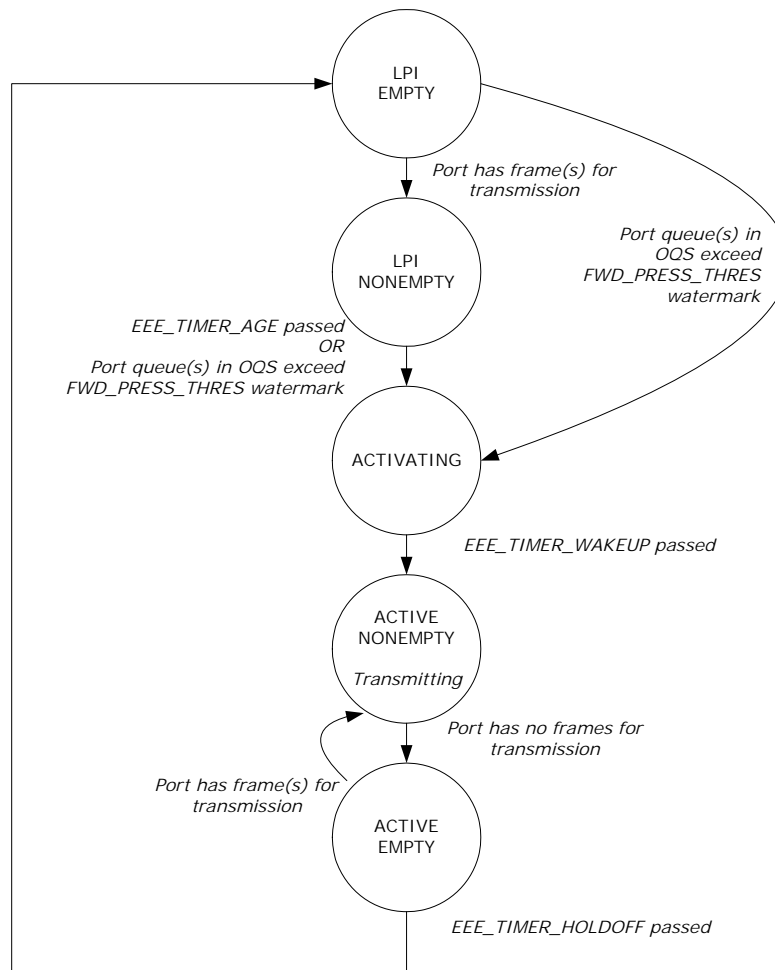 LPI
EMPTY
Port has frame(s) for
transmission
Port queue(s) in
OQS exceed
FWD_PRESS_THRES
watermark
LPI
NONEMPTY
EEE_TIMER_AGE passed
OR
Port queue(s) in OQS exceed
FWD_PRESS_THRES watermark
ACTIVATING
EEE_TIMER_WAKEUP passed
ACTIVE
NONEMPTY
Transmitting
Port has no frames for
transmission
Port has frame(s) for
transmission
ACTIVE
EMPTY
EEE_TIMER_HOLDOFF passed